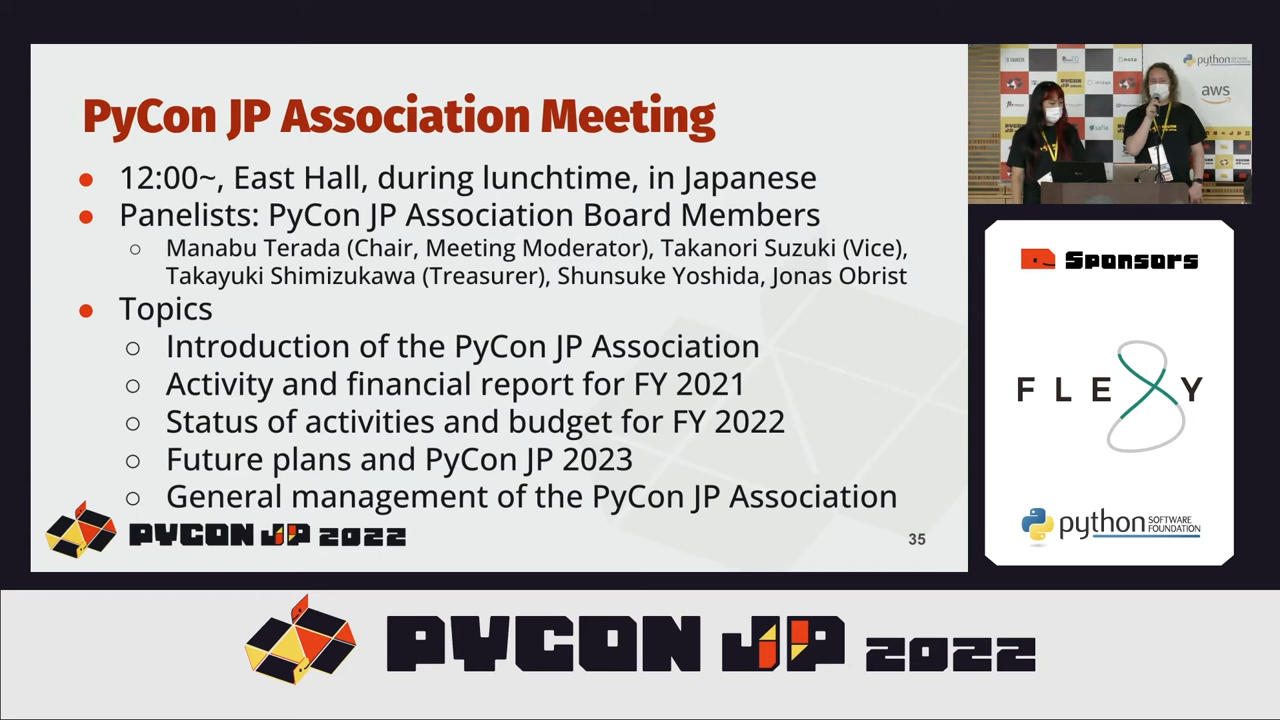 PyCon JP Association Meeting
● 12:00~, East Hall, during lunchtime, in Japanese
● Panelists: PyCon JP Association Board Members
○ Manabu Terada (Chair, Meeting Moderator), Takanori Suzuki (Vice),
Takayuki Shimizukawa (Treasurer), Shunsuke Yoshida, Jonas Obrist
● Topics
○ Introduction of the PyCon JP Association
○ Activity and financial report for FY 2021
○ Status of activities and budget for FY 2022
○ Future plans and PyCon JP 2023
○ General management of the PyCon JP Association
PYCON JP 2022
35
python
aws
nota
Sponsors
FLEXY
python SOFTWARE
FOUNDATION
PYCON JP 2022